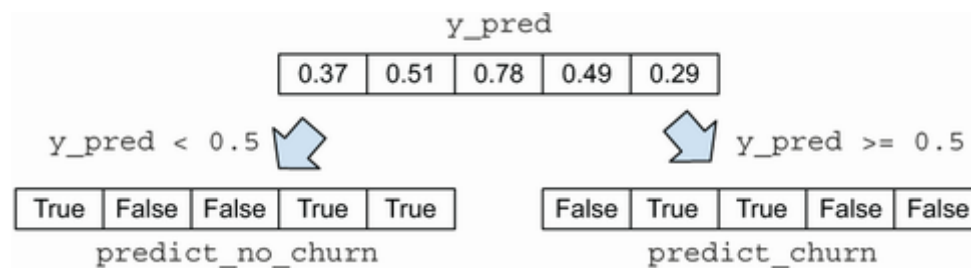 y_pred
0.37 0.51 0.78 0.49 0.29
y_pred < 0.5 y_pred >= 0.5
True False False True True False True True False False
predict_no_churn predict_churn